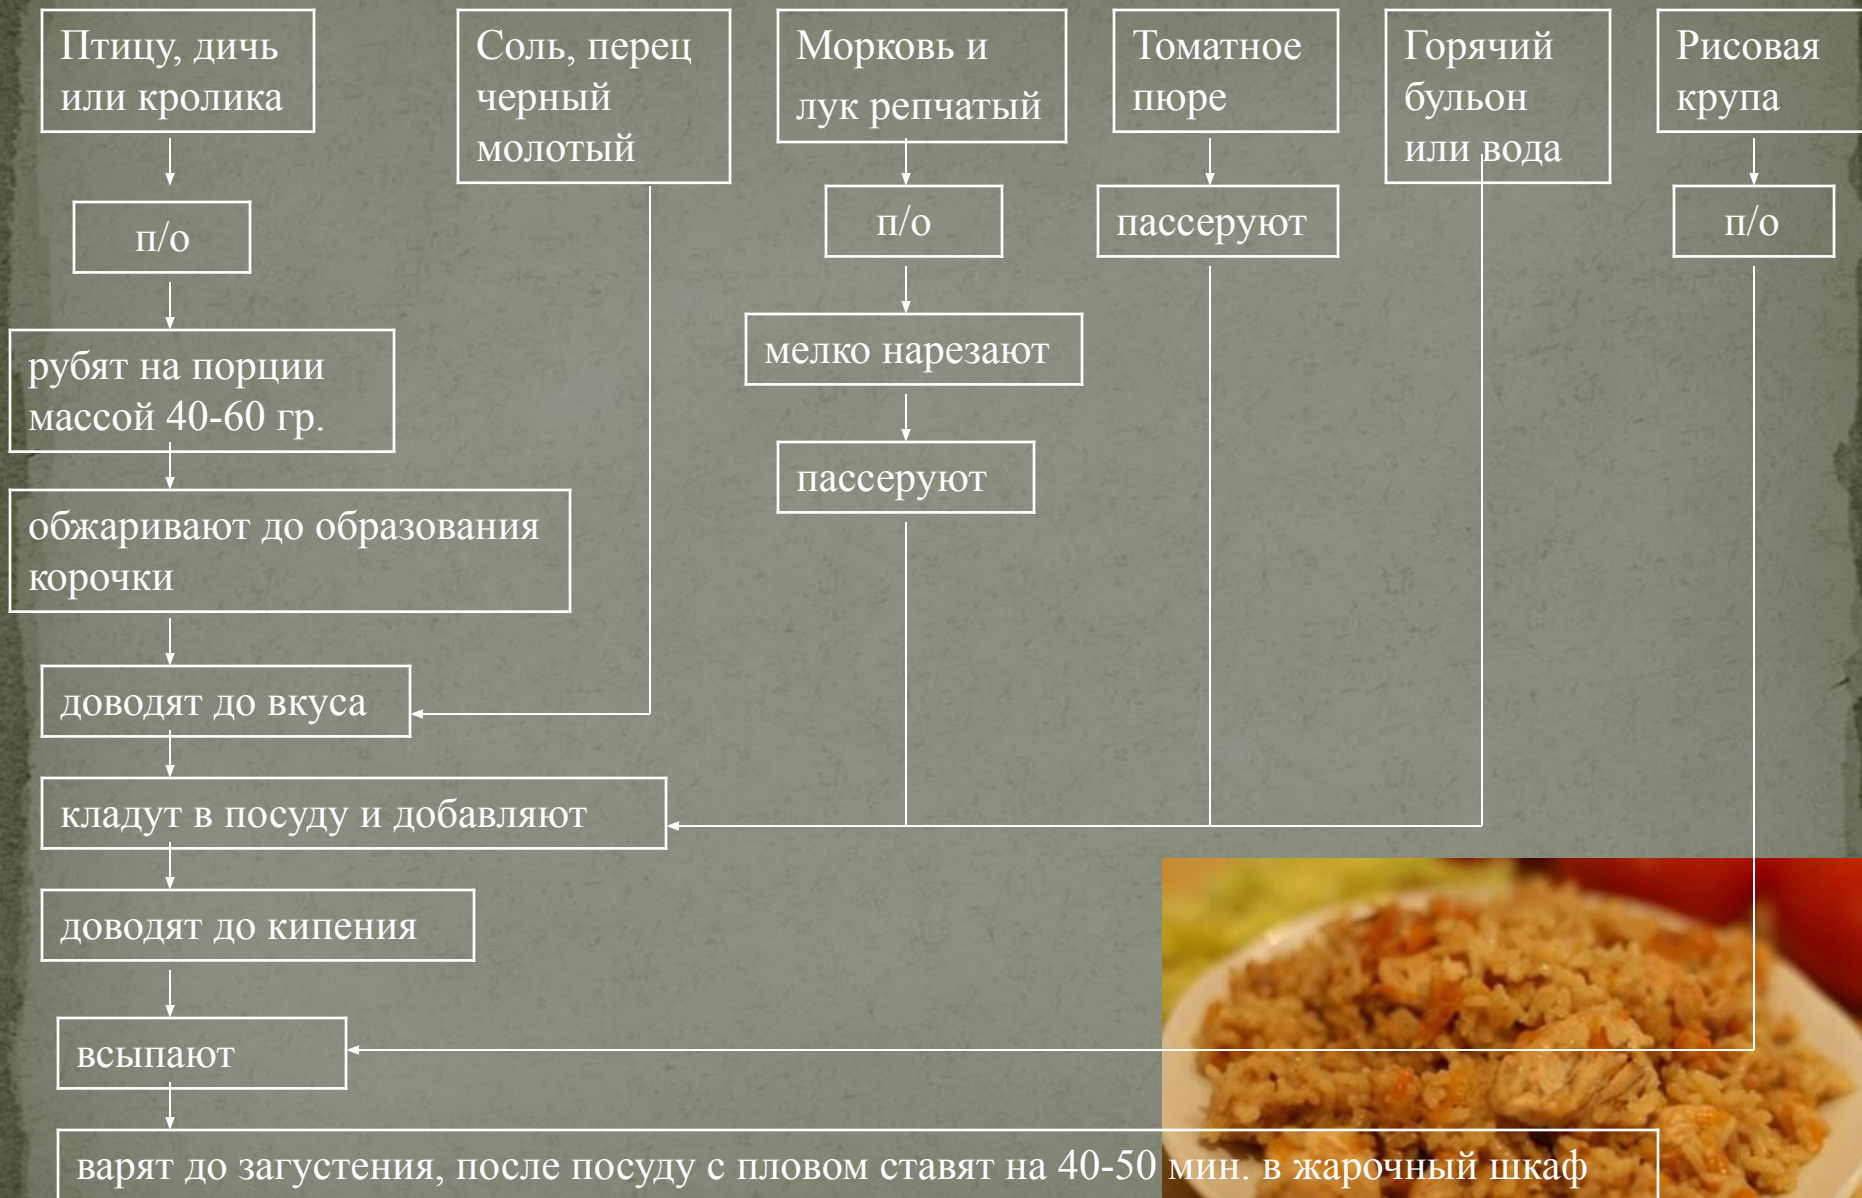 Птицу, дичь
или кролика
Соль, перец
черный
молотый
Морковь и
лук репчатый
Томатное
пюре
Горячий
бульон
или вода
Рисовая
крупа
п/о
п/о
пассеруют
п/о
рубят на порции
массой 40-60 гр.
мелко нарезают
пассеруют
обжаривают до образования
корочки
доводят до вкуса
кладут в посуду и добавляют
доводят до кипения
всыпают
варят до загустения, после посуду с пловом ставят на 40-50 мин. в жарочный шкаф